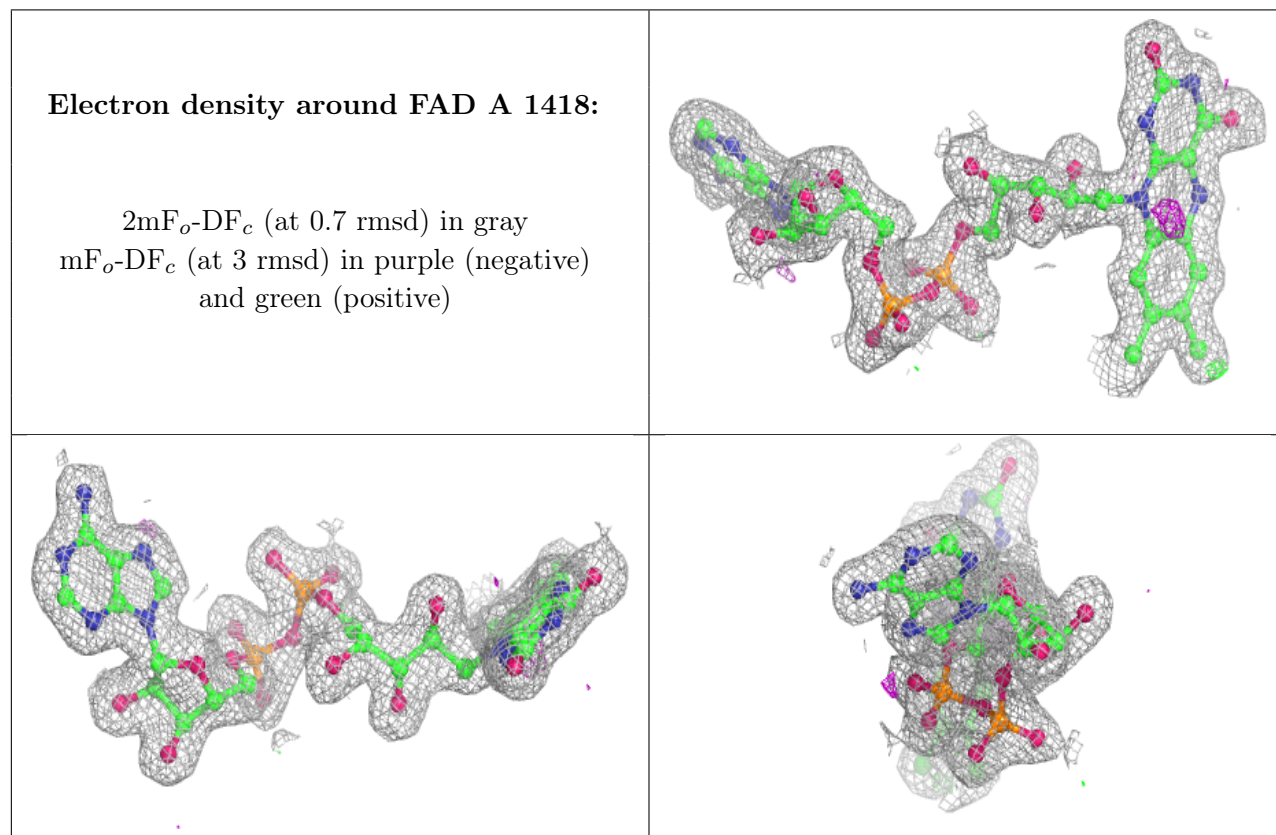 Electron density around FAD A 1418:
2mFo-DFc (at 0.7 rmsd) in gray
mFo-DFc (at 3 rmsd) in purple (negative)
and green (positive)